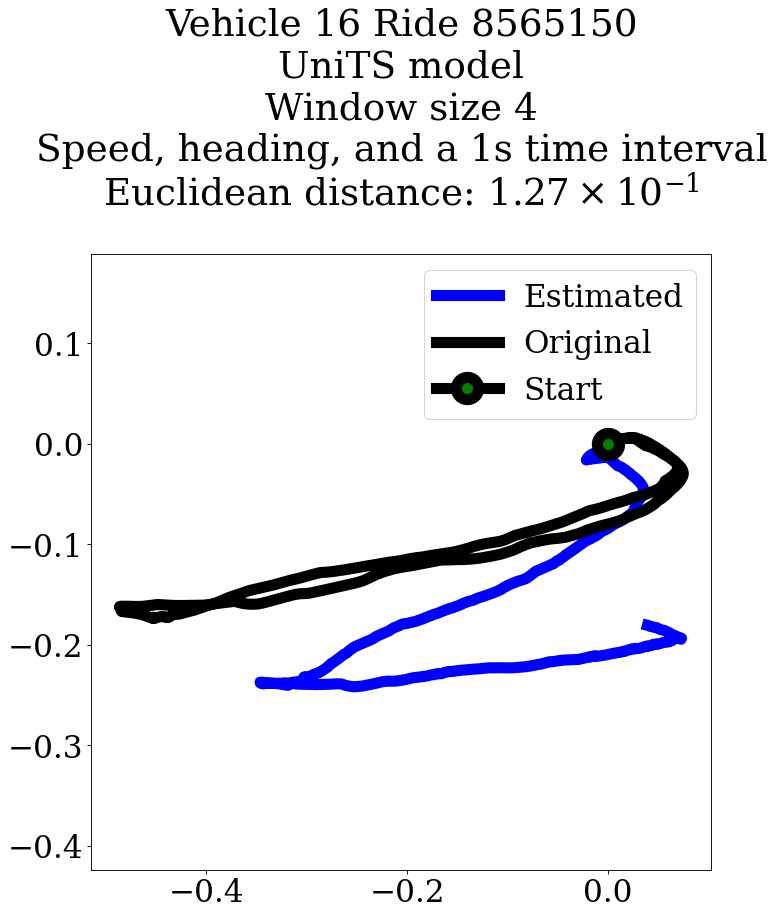 Vehicle 16 Ride 8565150
UniTS model
Window size 4
Speed, heading, and a 1s time interval
Euclidean distance: 1.27 × 10⁻¹
Estimated
Original
Start
0.1
0.0
−0.1
−0.2
−0.3
−0.4
−0.4 −0.2 0.0